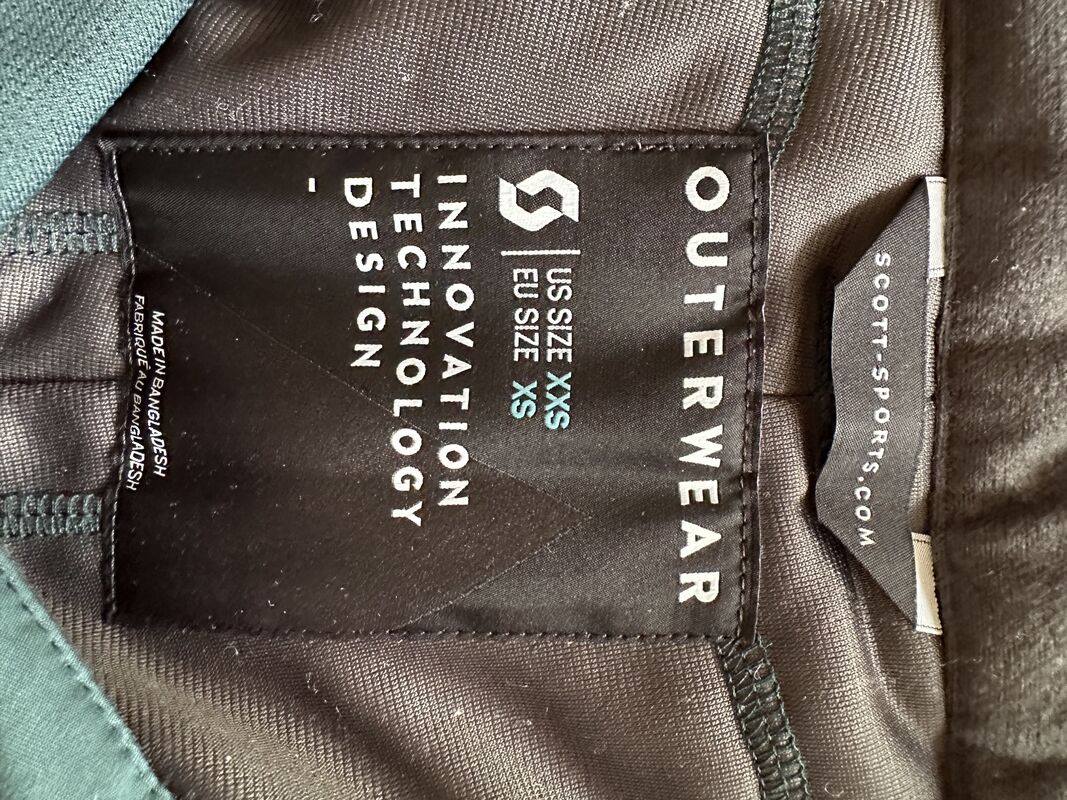 SCOTT-SPORTS.COM
OUTERWEAR
US SIZE XXS
EU SIZE XS
INNOVATION
TECHNOLOGY
DESIGN
-
MADE IN BANGLADESH
FABRIQUÉ AU BANGLADESH